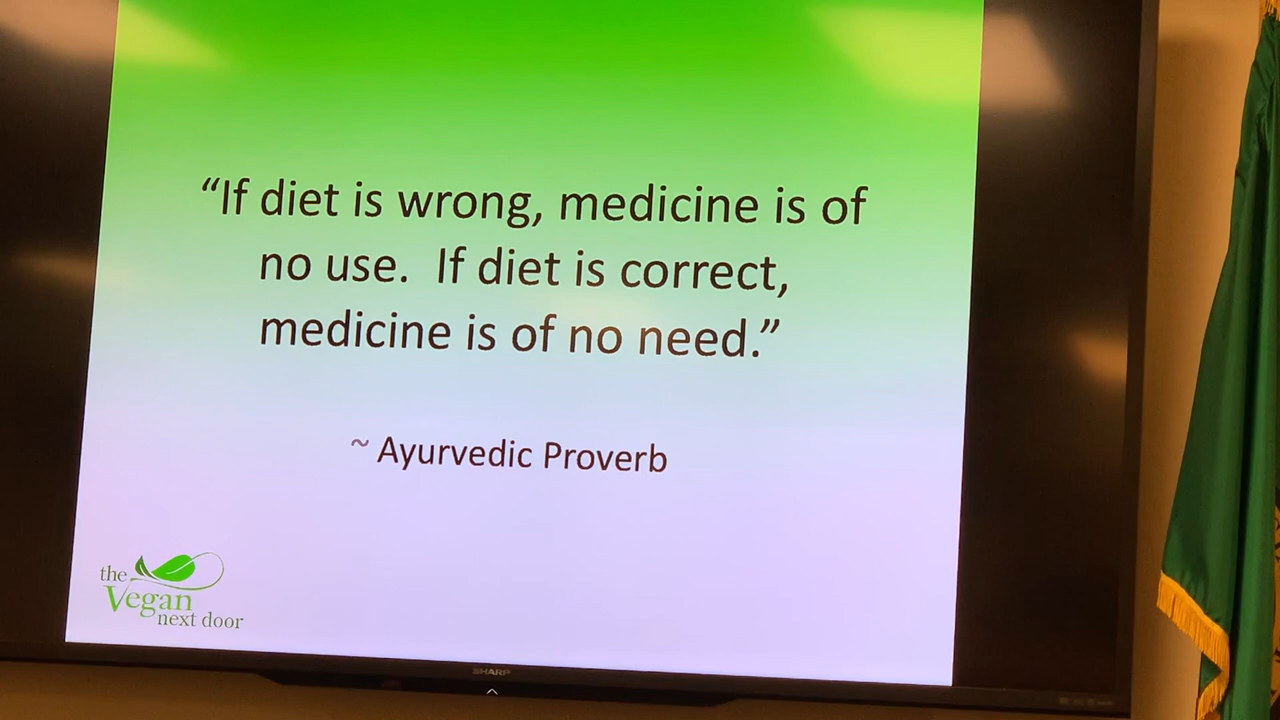 “If diet is wrong, medicine is of
no use.  If diet is correct,
medicine is of no need.”
~ Ayurvedic Proverb
the
Vegan
next door
SHARP